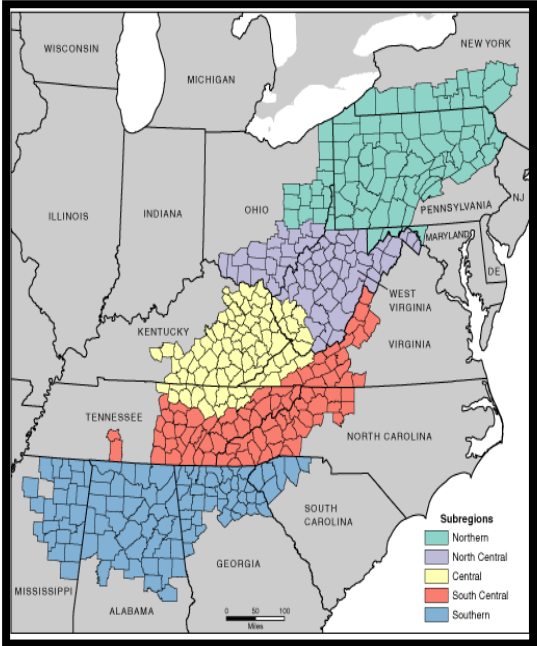 WISCONSIN
NEW YORK
MICHIGAN
ILLINOIS
INDIANA
OHIO
PENNSYLVANIA
NJ
MARYLAND
DE
WEST
VIRGINIA
KENTUCKY
VIRGINIA
TENNESSEE
NORTH CAROLINA
SOUTH
CAROLINA
GEORGIA
MISSISSIPPI
ALABAMA
0 50 100
Miles
Subregions
Northern
North Central
Central
South Central
Southern